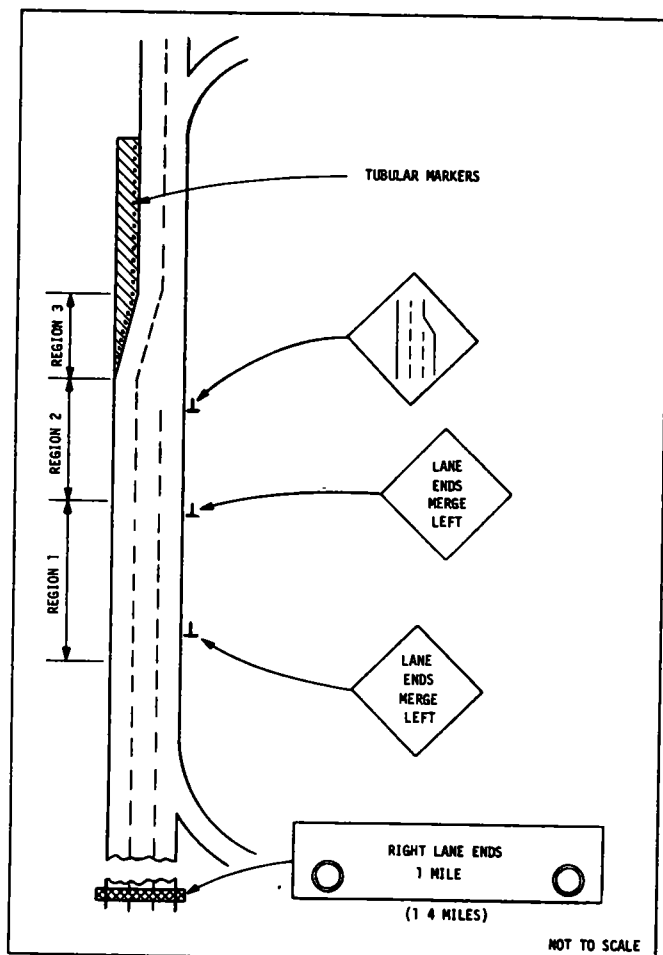 TUBULAR MARKERS
REGION 3
REGION 2
LANE
ENDS
MERGE
LEFT
REGION 1
LANE
ENDS
MERGE
LEFT
RIGHT LANE ENDS
1 MILE
(1 4 MILES)
NOT TO SCALE